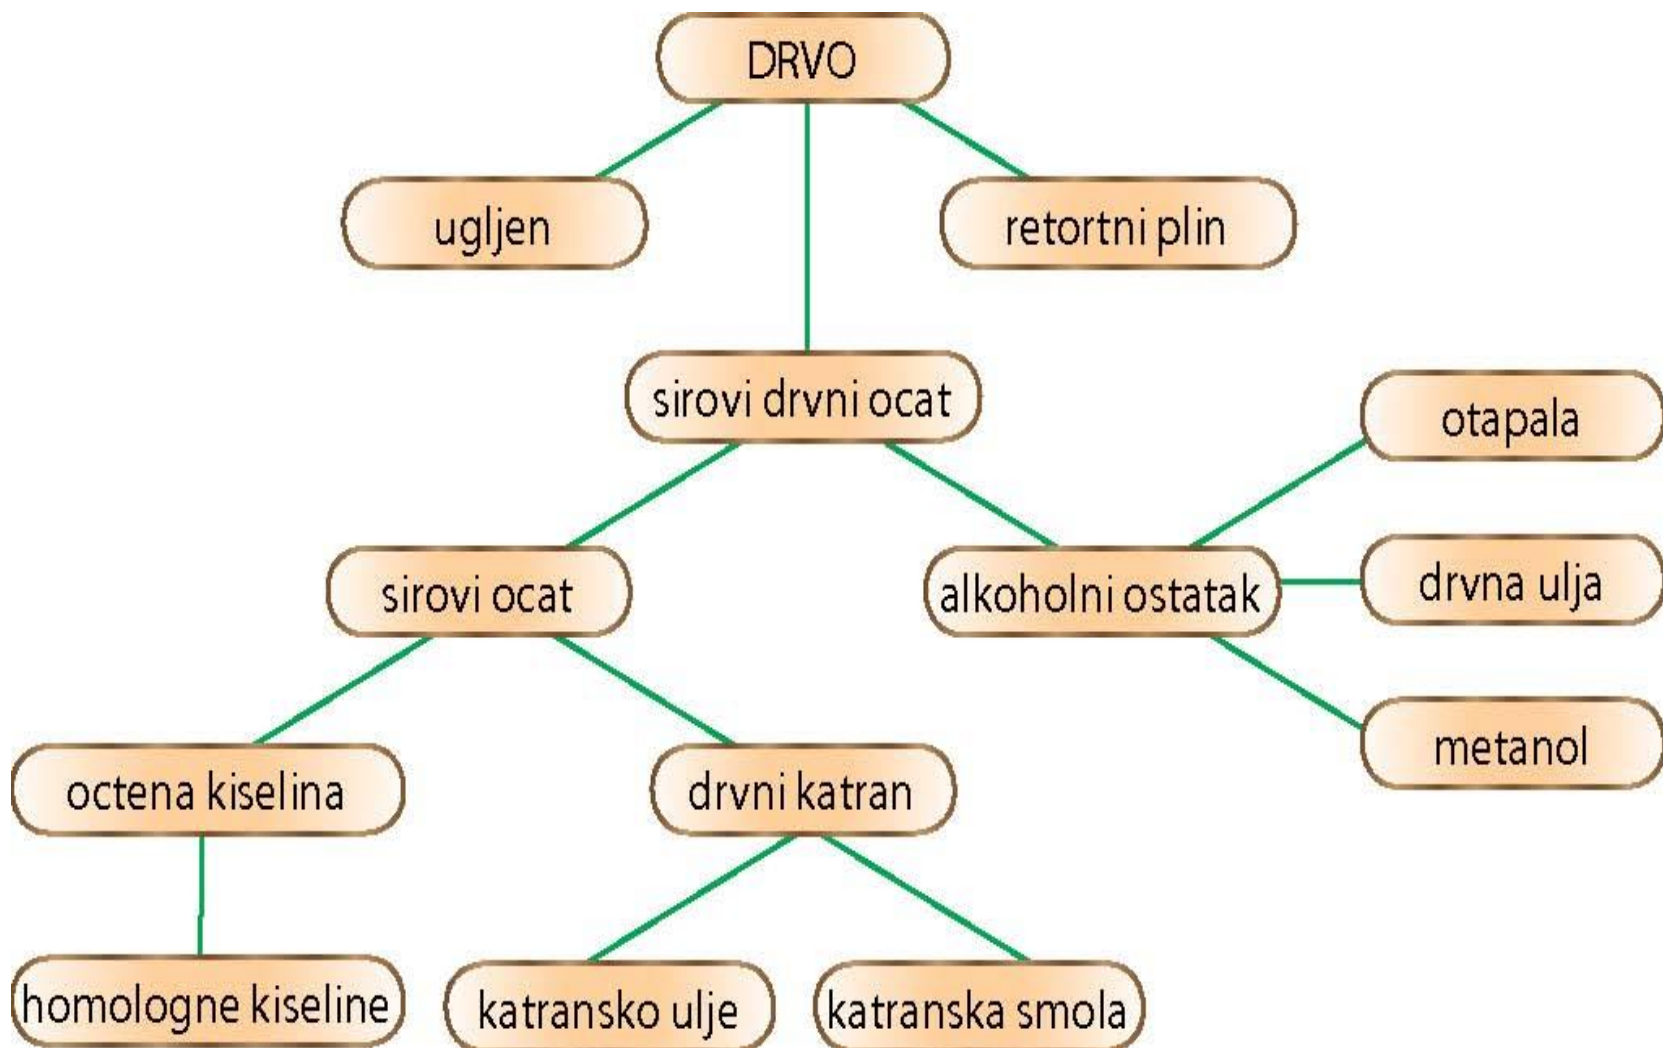 DRVO
ugljen
retortni plin
sirovi drvni ocat
otapala
sirovi ocat
alkoholni ostatak
drvna ulja
octena kiselina
drvni katran
metanol
homologne kiseline
katransko ulje
katranska smola